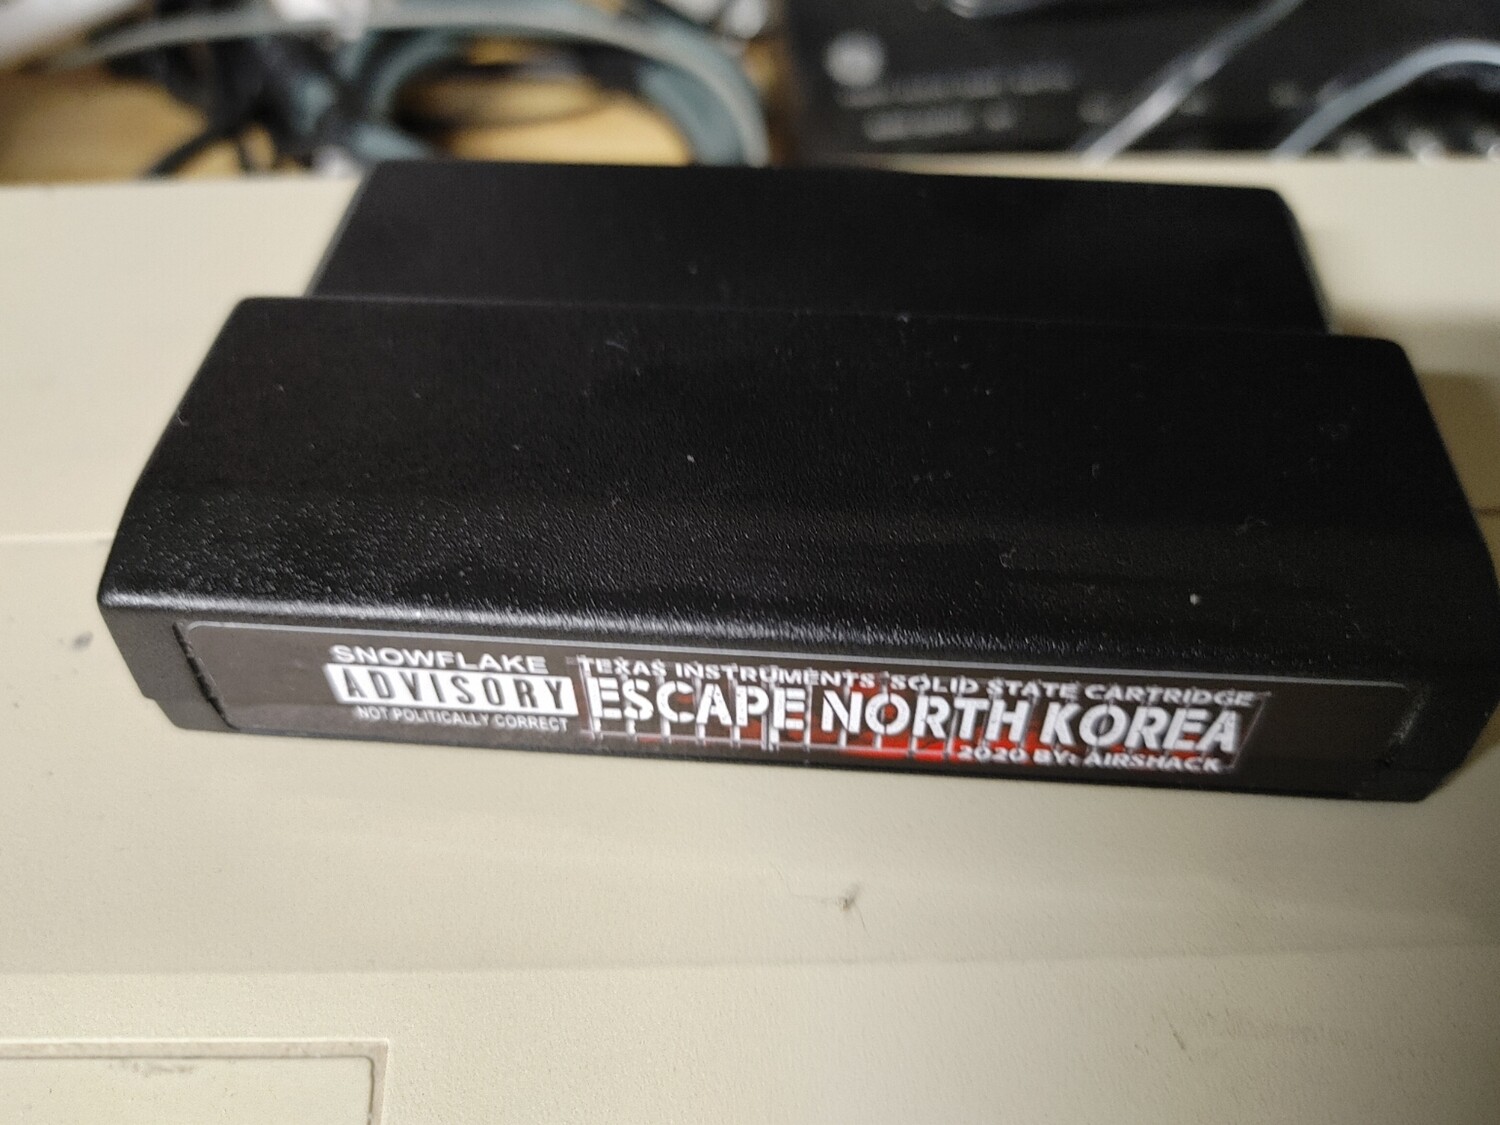 SNOWFLAKE
ADVISORY
NOT POLITICALLY CORRECT
TEXAS INSTRUMENTS SOLID STATE CARTRIDGE
ESCAPE NORTH KOREA
2020 BY: AIRSHACK